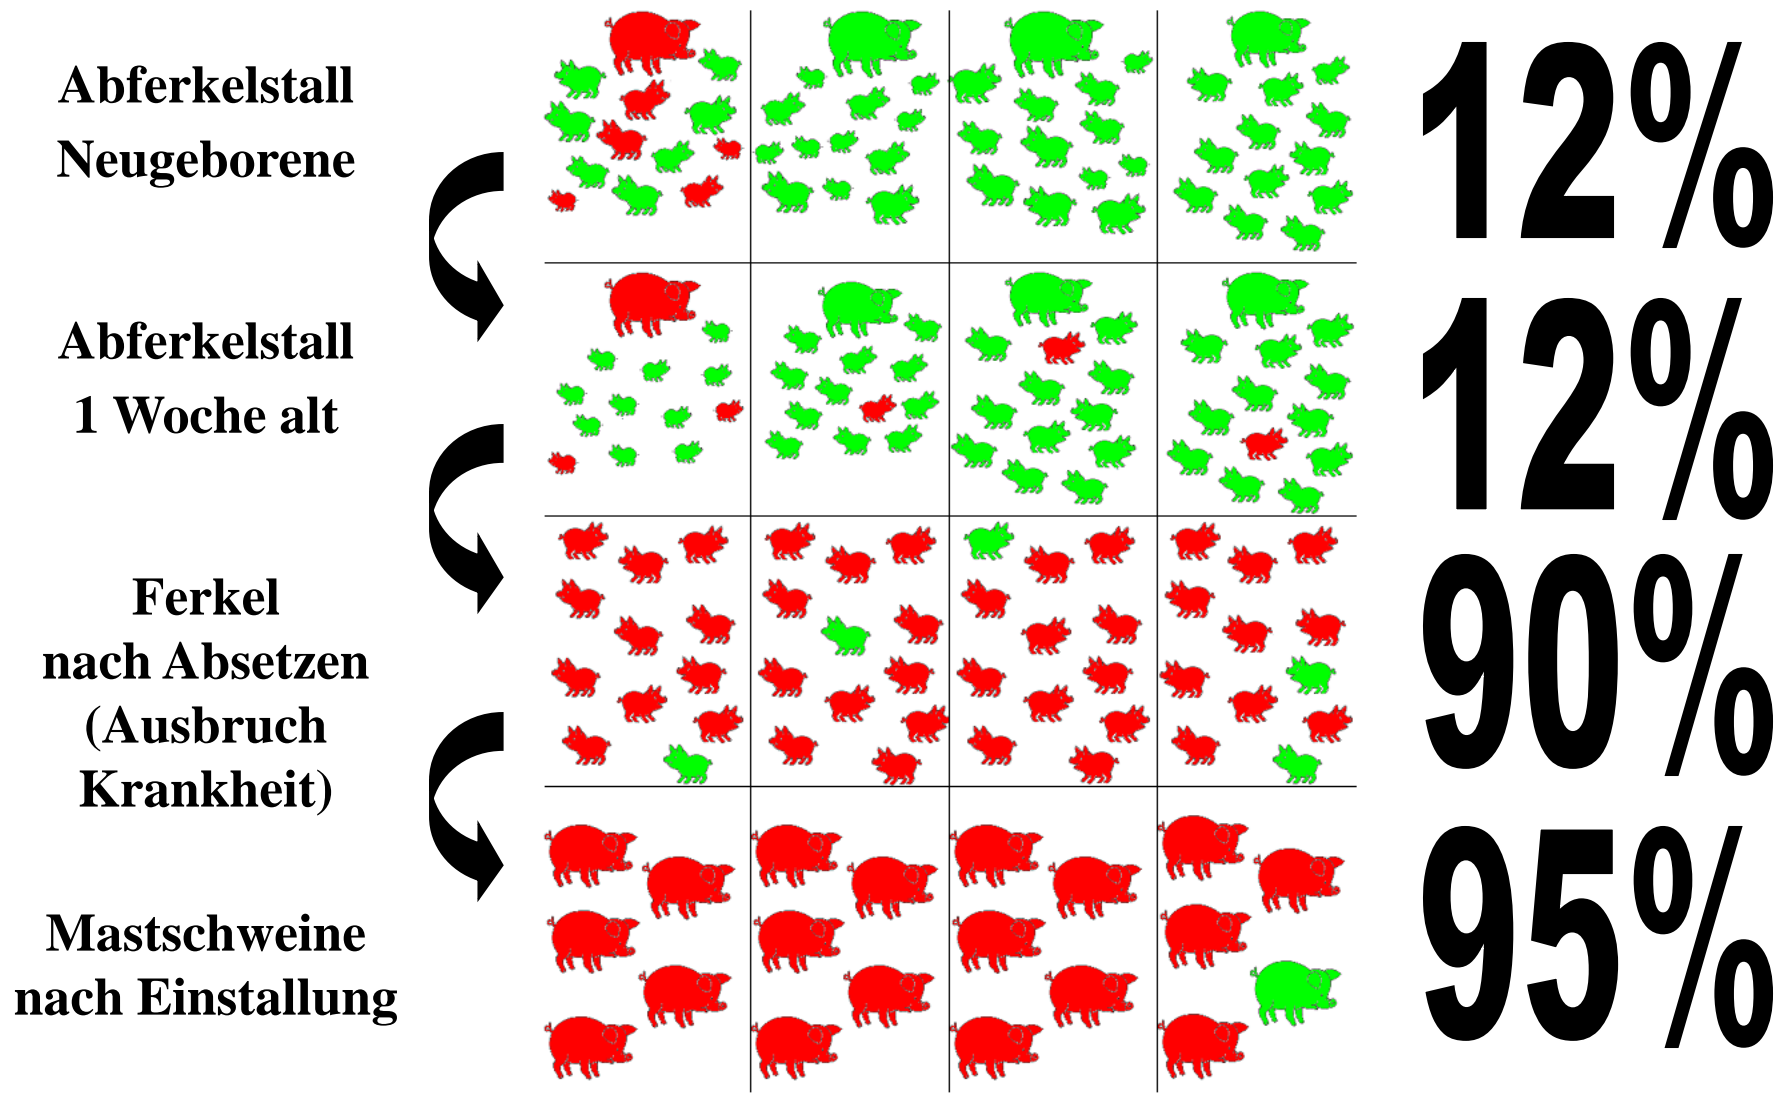 Abferkelstall
Neugeborene
12%
Abferkelstall
1 Woche alt
12%
Ferkel
nach Absetzen
(Ausbruch
Krankheit)
90%
Mastschweine
nach Einstallung
95%